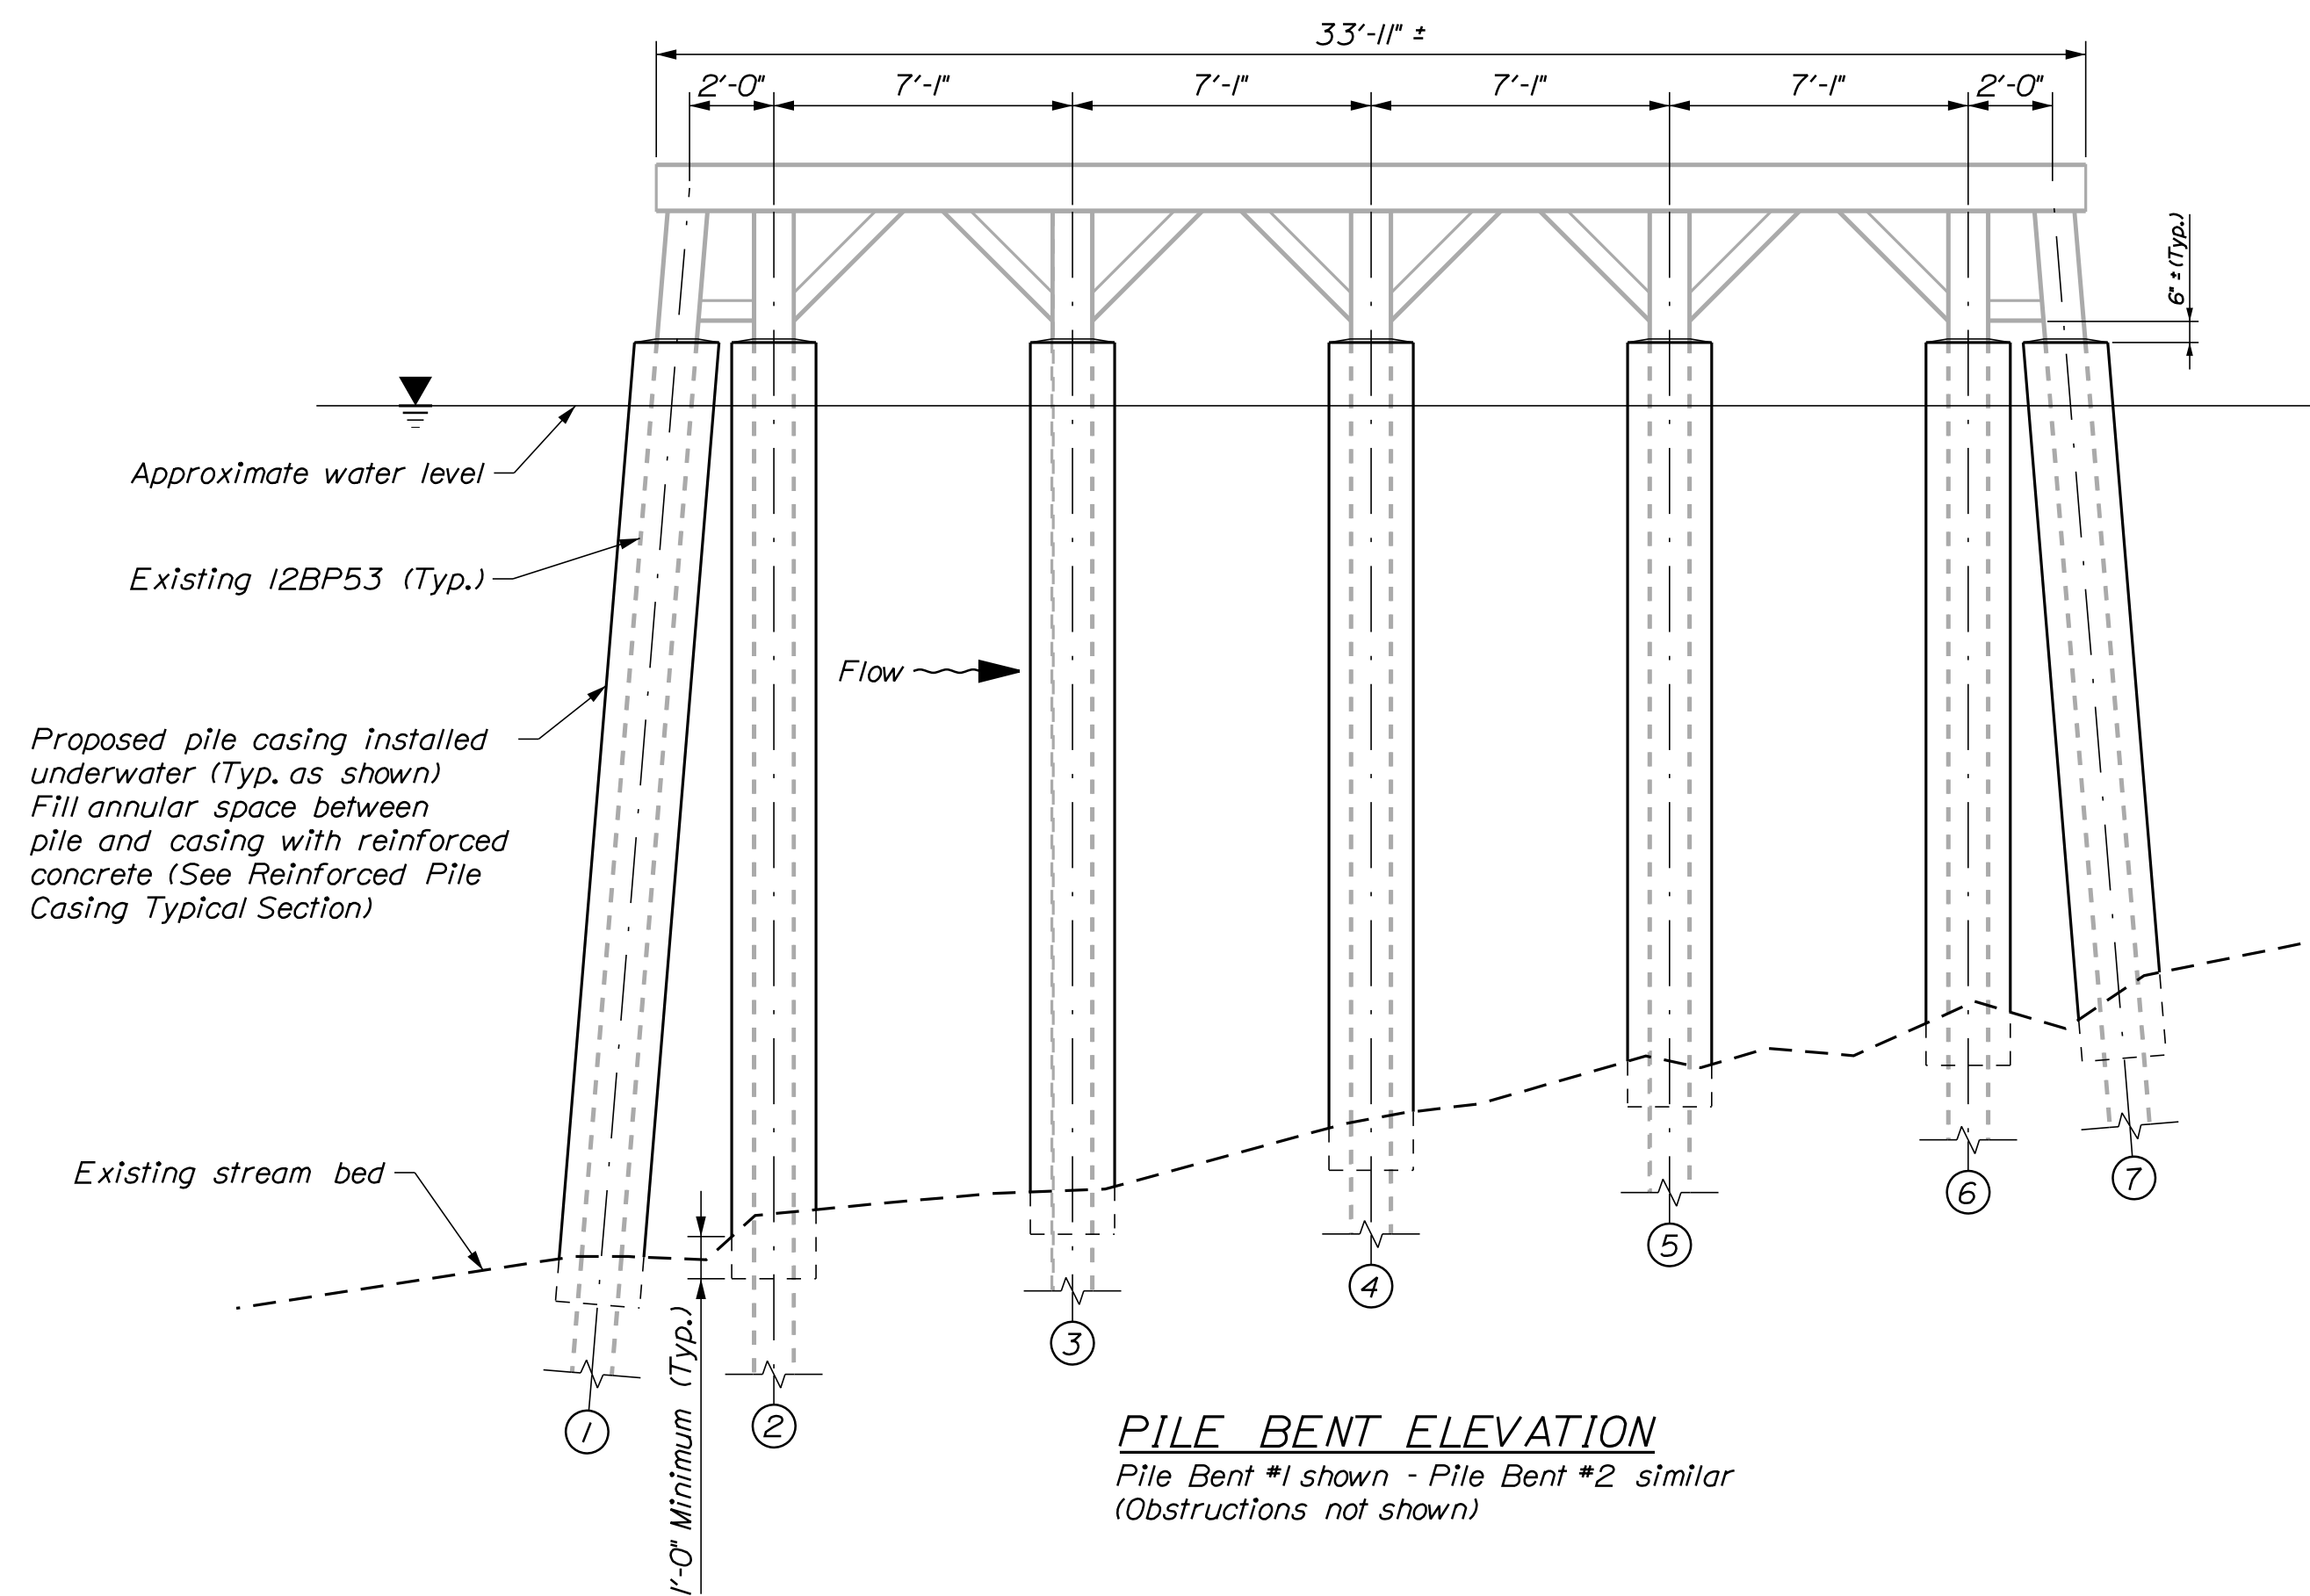 33'-11" ±
2'-0" 7'-1" 7'-1" 7'-1" 7'-1" 2'-0"
6" ± (Typ.)
Approximate water level
Existing 12BP53 (Typ.)
Flow
Proposed pile casing installed
underwater (Typ. as shown)
Fill annular space between
pile and casing with reinforced
concrete (See Reinforced Pile
Casing Typical Section)
Existing stream bed
1'-0" Minimum (Typ.)
1 2 3 4 5 6 7
PILE BENT ELEVATION
Pile Bent #1 shown - Pile Bent #2 similar
(Obstructions not shown)